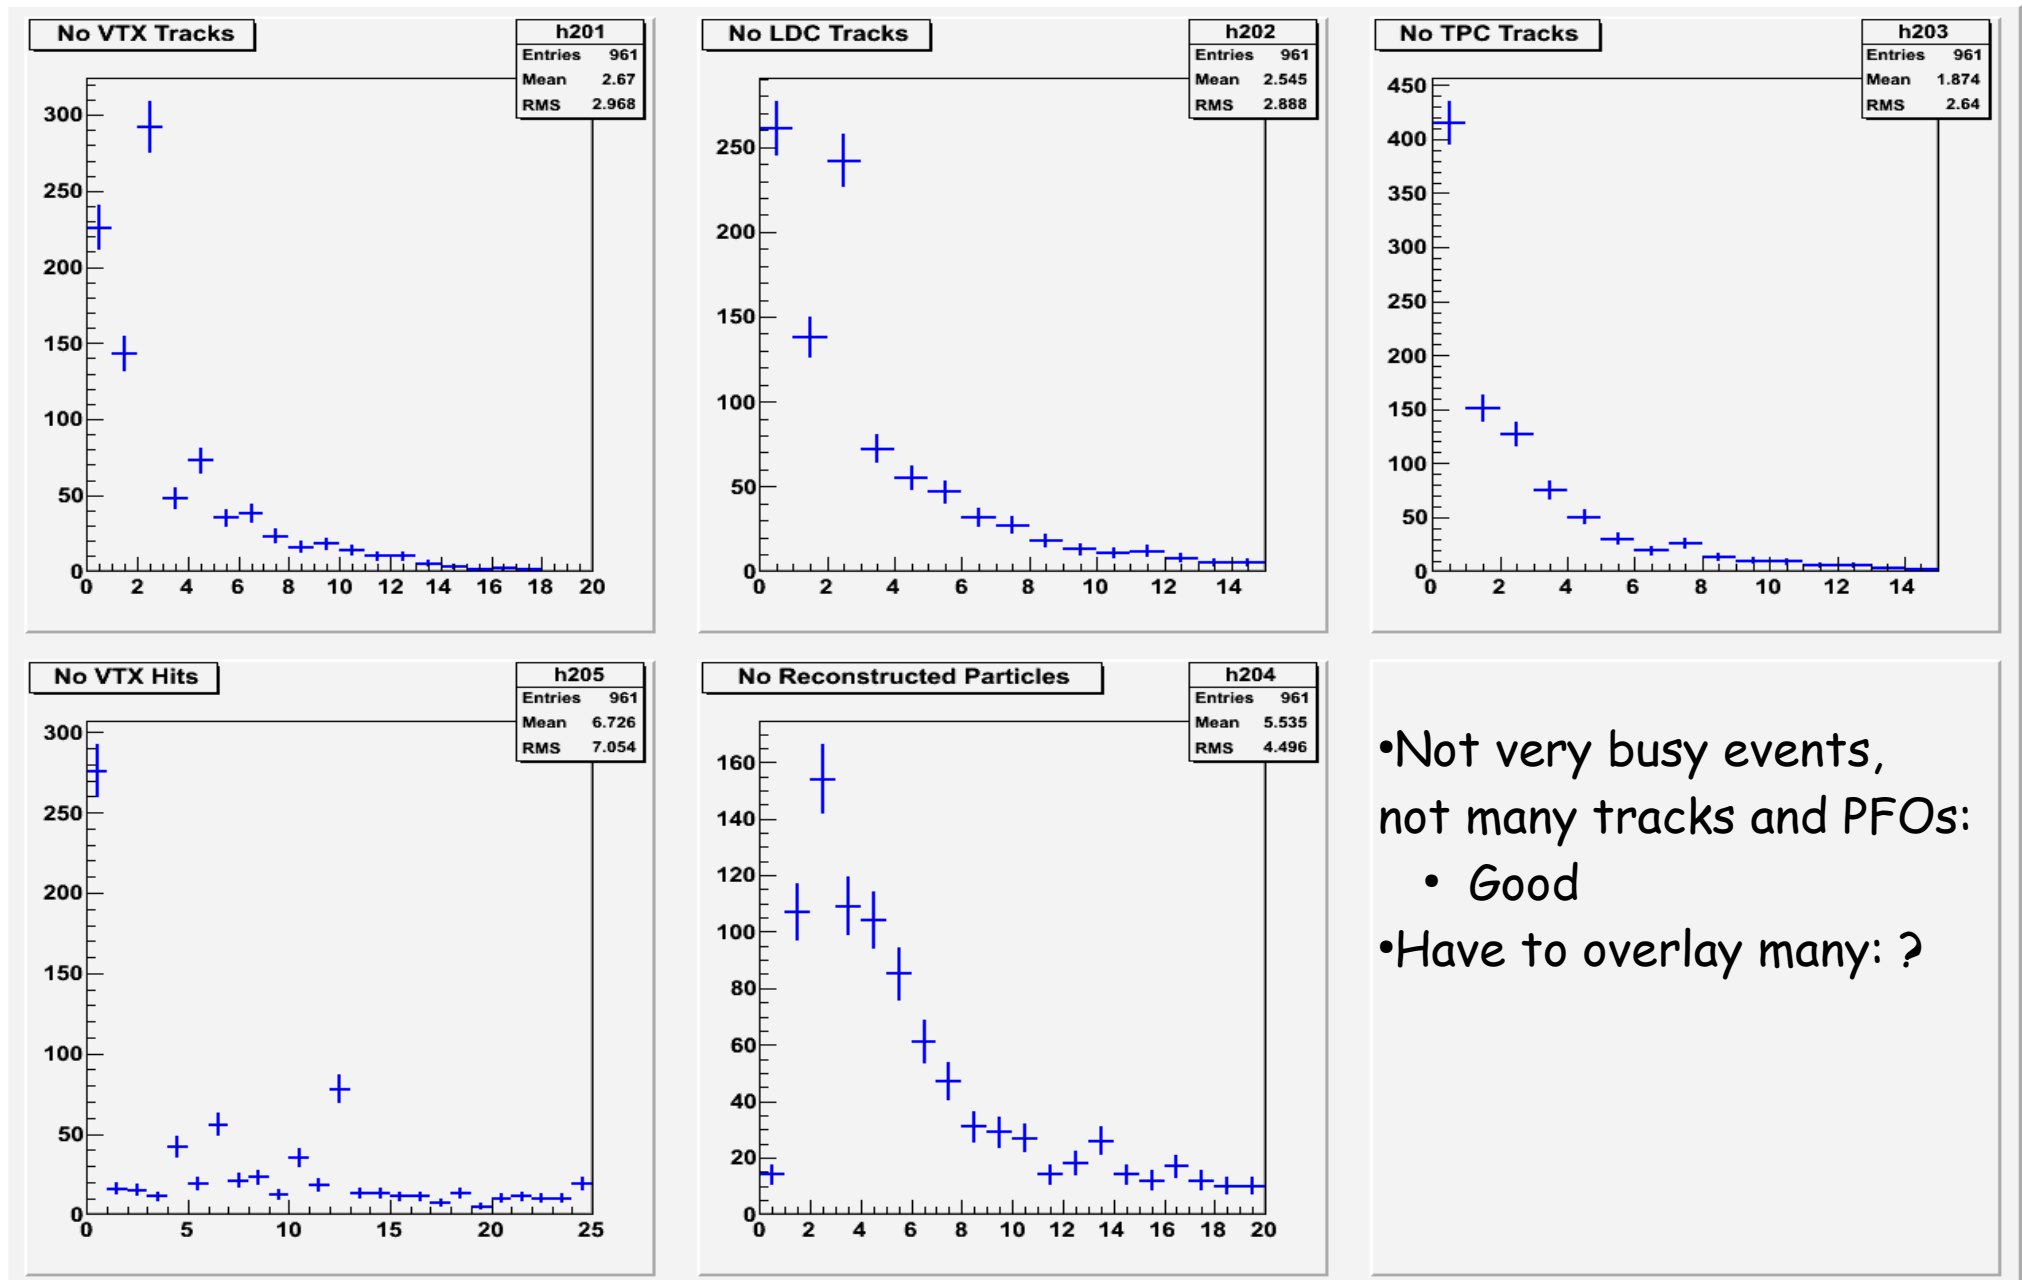 No VTX Tracks
h201
Entries 961
Mean 2.67
RMS 2.968
300
250
200
150
100
50
0
0 2 4 6 8 10 12 14 16 18 20
No LDC Tracks
h202
Entries 961
Mean 2.545
RMS 2.888
250
200
150
100
50
0
0 2 4 6 8 10 12 14
No TPC Tracks
h203
Entries 961
Mean 1.874
RMS 2.64
450
400
350
300
250
200
150
100
50
0
0 2 4 6 8 10 12 14
No VTX Hits
h205
Entries 961
Mean 6.726
RMS 7.054
300
250
200
150
100
50
0
0 5 10 15 20 25
No Reconstructed Particles
h204
Entries 961
Mean 5.535
RMS 4.496
160
140
120
100
80
60
40
20
0
0 2 4 6 8 10 12 14 16 18 20
•Not very busy events,
not many tracks and PFOs:
• Good
•Have to overlay many: ?